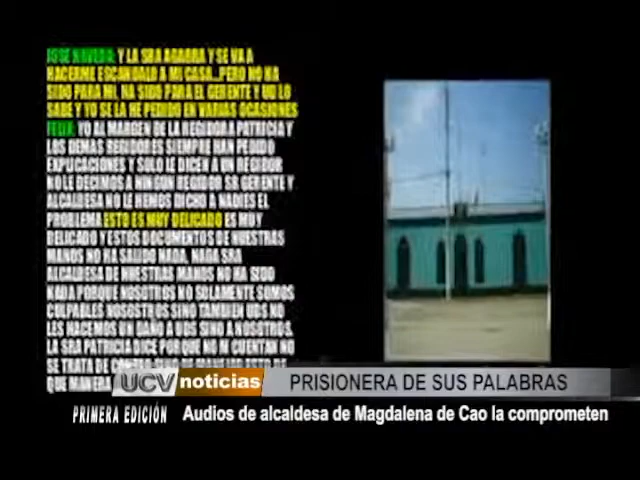 JOSE NAVEDA: Y LA SRA AGARRA Y SE VA A
HACERME ESCANDALO A MI CASA...PERO NO HA
SIDO PARA MI, HA SIDO PARA EL GERENTE Y UD LO
SABE Y YO SE LA HE PEDIDO EN VARIAS OCASIONES
FELIX: YO AL MARGEN DE LA REGIDORA PATRICIA Y
LOS DEMAS REGIDORES SIEMPRE HAN PEDIDO
EXPLICACIONES Y SOLO LE DICEN A UN REGIDOR
NO LE DECIMOS A NINGUN REGIDOR SR GERENTE Y
ALCALDESA NO LE HEMOS DICHO A NADIES EL
PROBLEMA ESTO ES MUY DELICADO ES MUY
DELICADO Y ESTOS DOCUMENTOS DE NUESTRAS
MANOS NO HA SALIDO NADA, NADA SRA
ALCALDESA DE NUESTRAS MANOS NO HA SIDO
NADA PORQUE NOSOTROS NO SOLAMENTE SOMOS
CULPABLES NOSOSTROS SINO TAMBIEN UDS NO
LES HACEMOS UN DAÑO A UDS SINO A NOSOTROS,
LA SRA PATRICIA DICE PORQUE NO M CUENTAN NO
SE TRATA DE
QUE MANERA
UCV noticias
PRISIONERA DE SUS PALABRAS
PRIMERA EDICIÓN
Audios de alcaldesa de Magdalena de Cao la comprometen